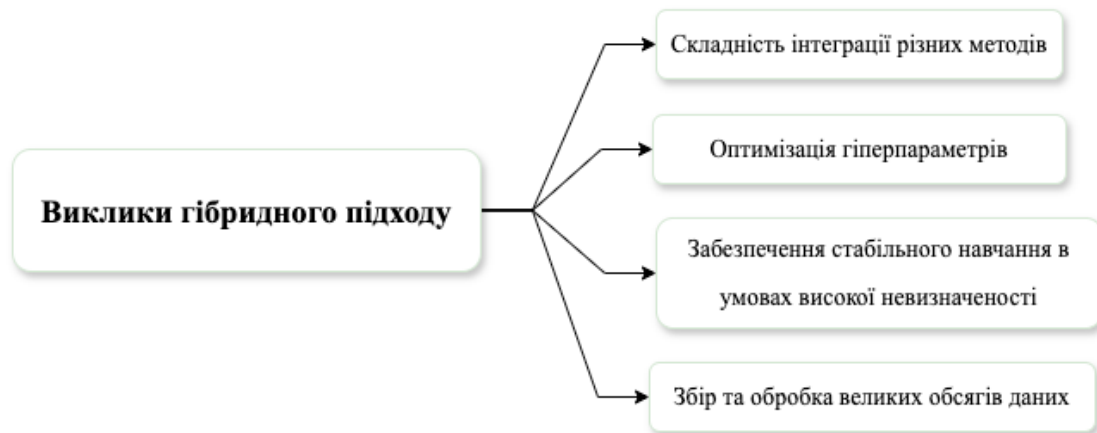 Виклики гібридного підходу
Складність інтеграції різних методів
Оптимізація гіперпараметрів
Забезпечення стабільного навчання в
умовах високої невизначеності
Збір та обробка великих обсягів даних